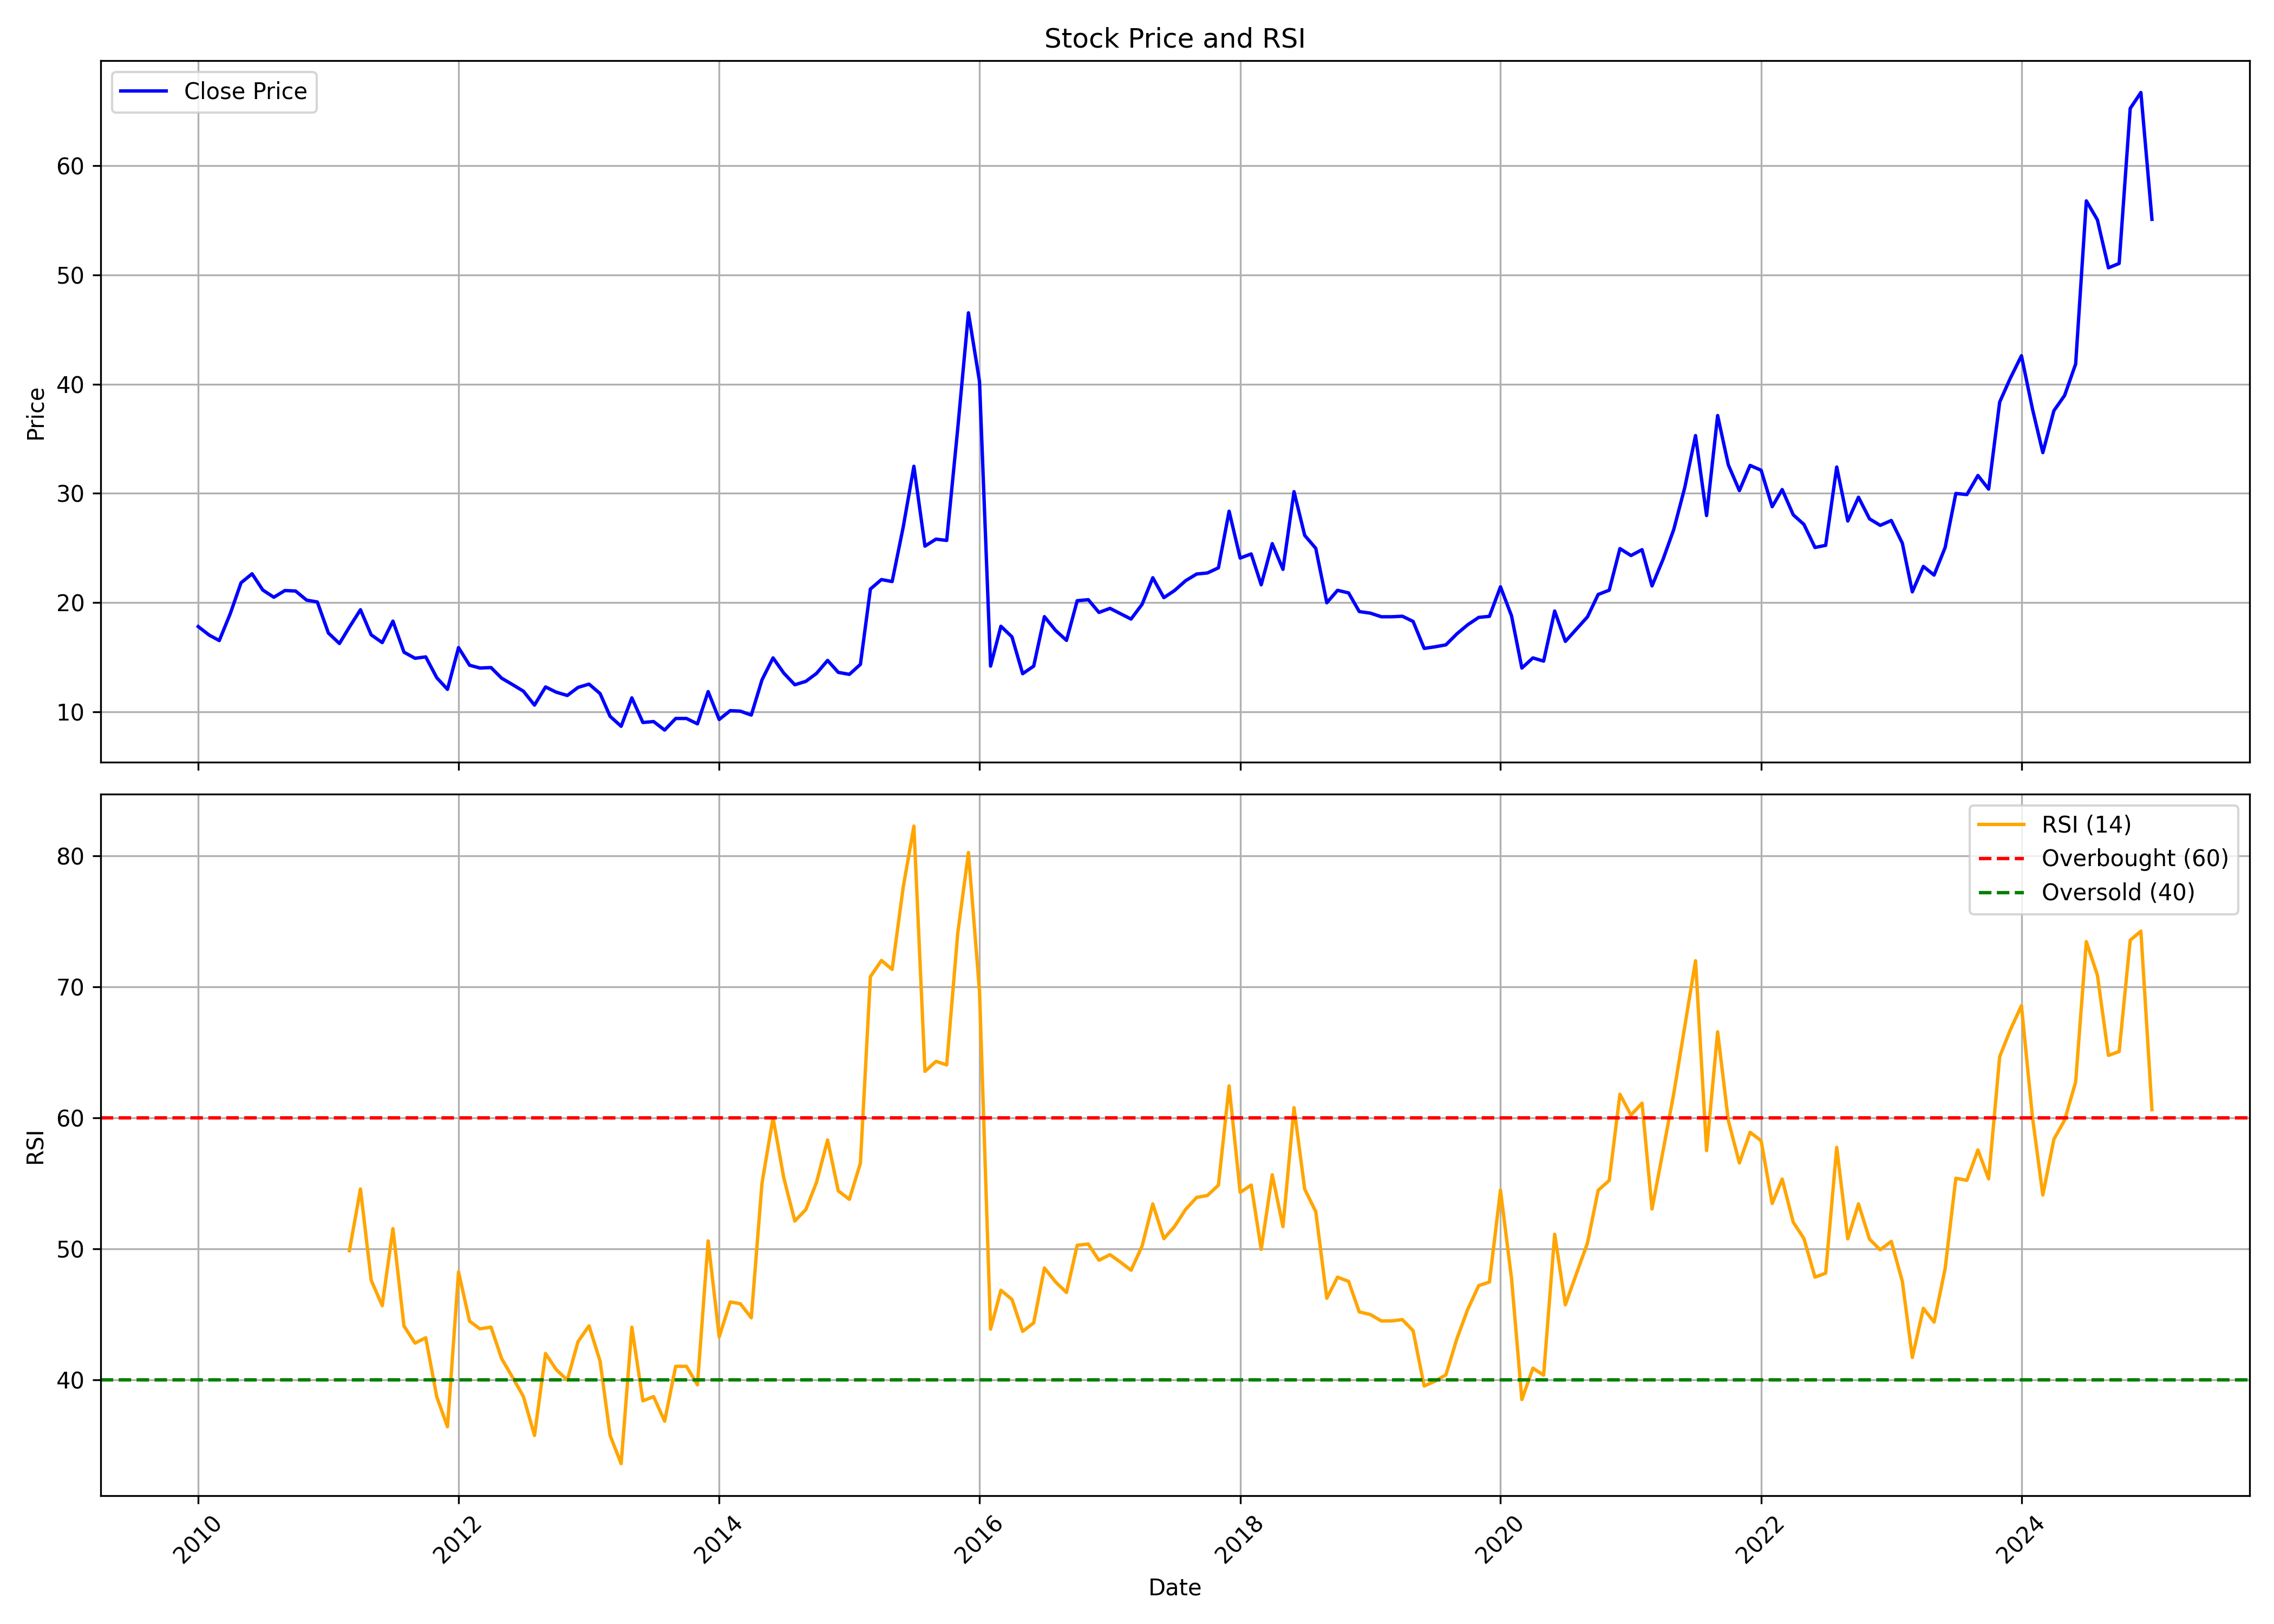 Stock Price and RSI
Close Price
Price
60
50
40
30
20
10
RSI (14)
Overbought (60)
Oversold (40)
RSI
80
70
60
50
40
2010
2012
2014
2016
2018
2020
2022
2024
Date